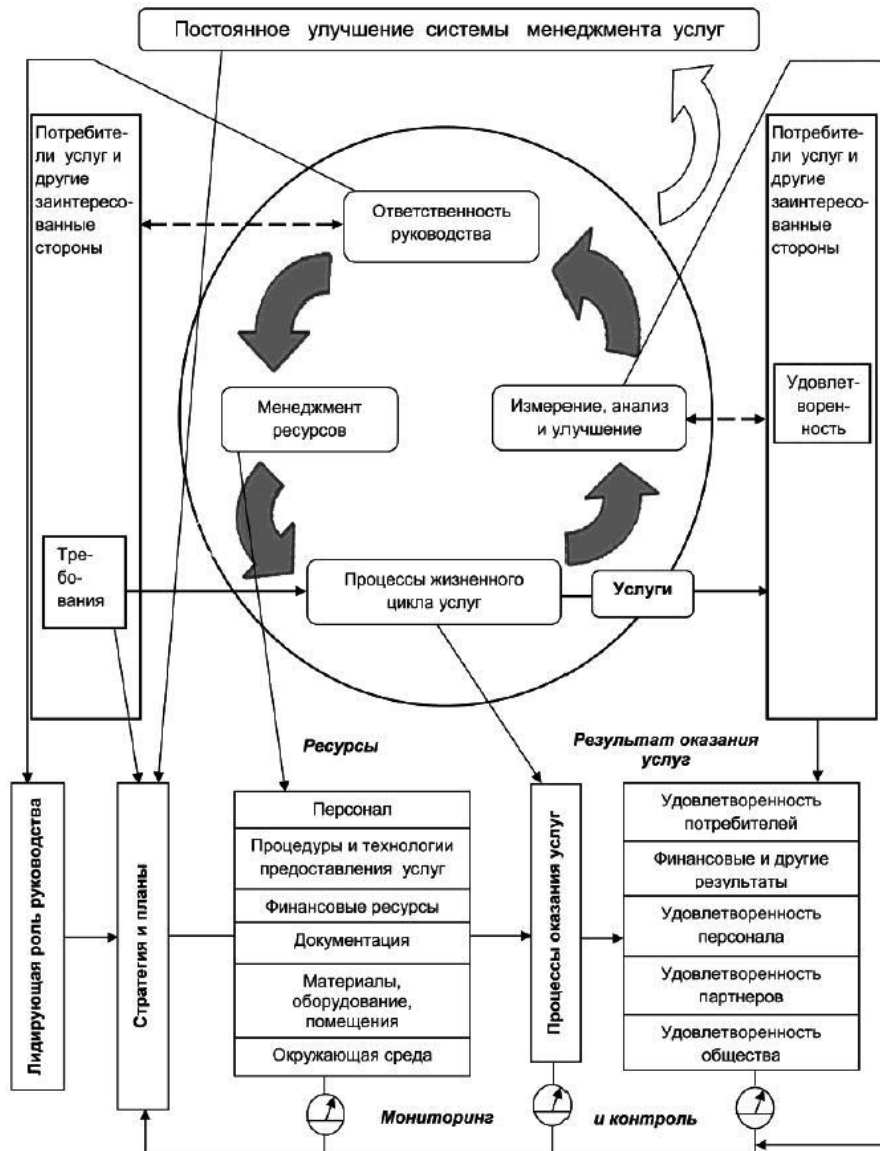 Постоянное улучшение системы менеджмента услуг
Потребите-
ли услуг и
другие
заинтересо-
ванные
стороны
Потребите-
ли услуг и
другие
заинтересо-
ванные
стороны
Ответственность
руководства
Менеджмент
ресурсов
Измерение, анализ
и улучшение
Удовлет-
ворен-
ность
Тре-
бо-
вания
Процессы жизненного
цикла услуг
Услуги
Ресурсы
Результат оказания
услуг
Лидирующая роль руководства
Стратегия и планы
Персонал
Процедуры и технологии
предоставления услуг
Финансовые ресурсы
Документация
Материалы,
оборудование,
помещения
Окружающая среда
Процессы оказания услуг
Удовлетворенность
потребителей
Финансовые и другие
результаты
Удовлетворенность
персонала
Удовлетворенность
партнеров
Удовлетворенность
общества
Мониторинг и контроль